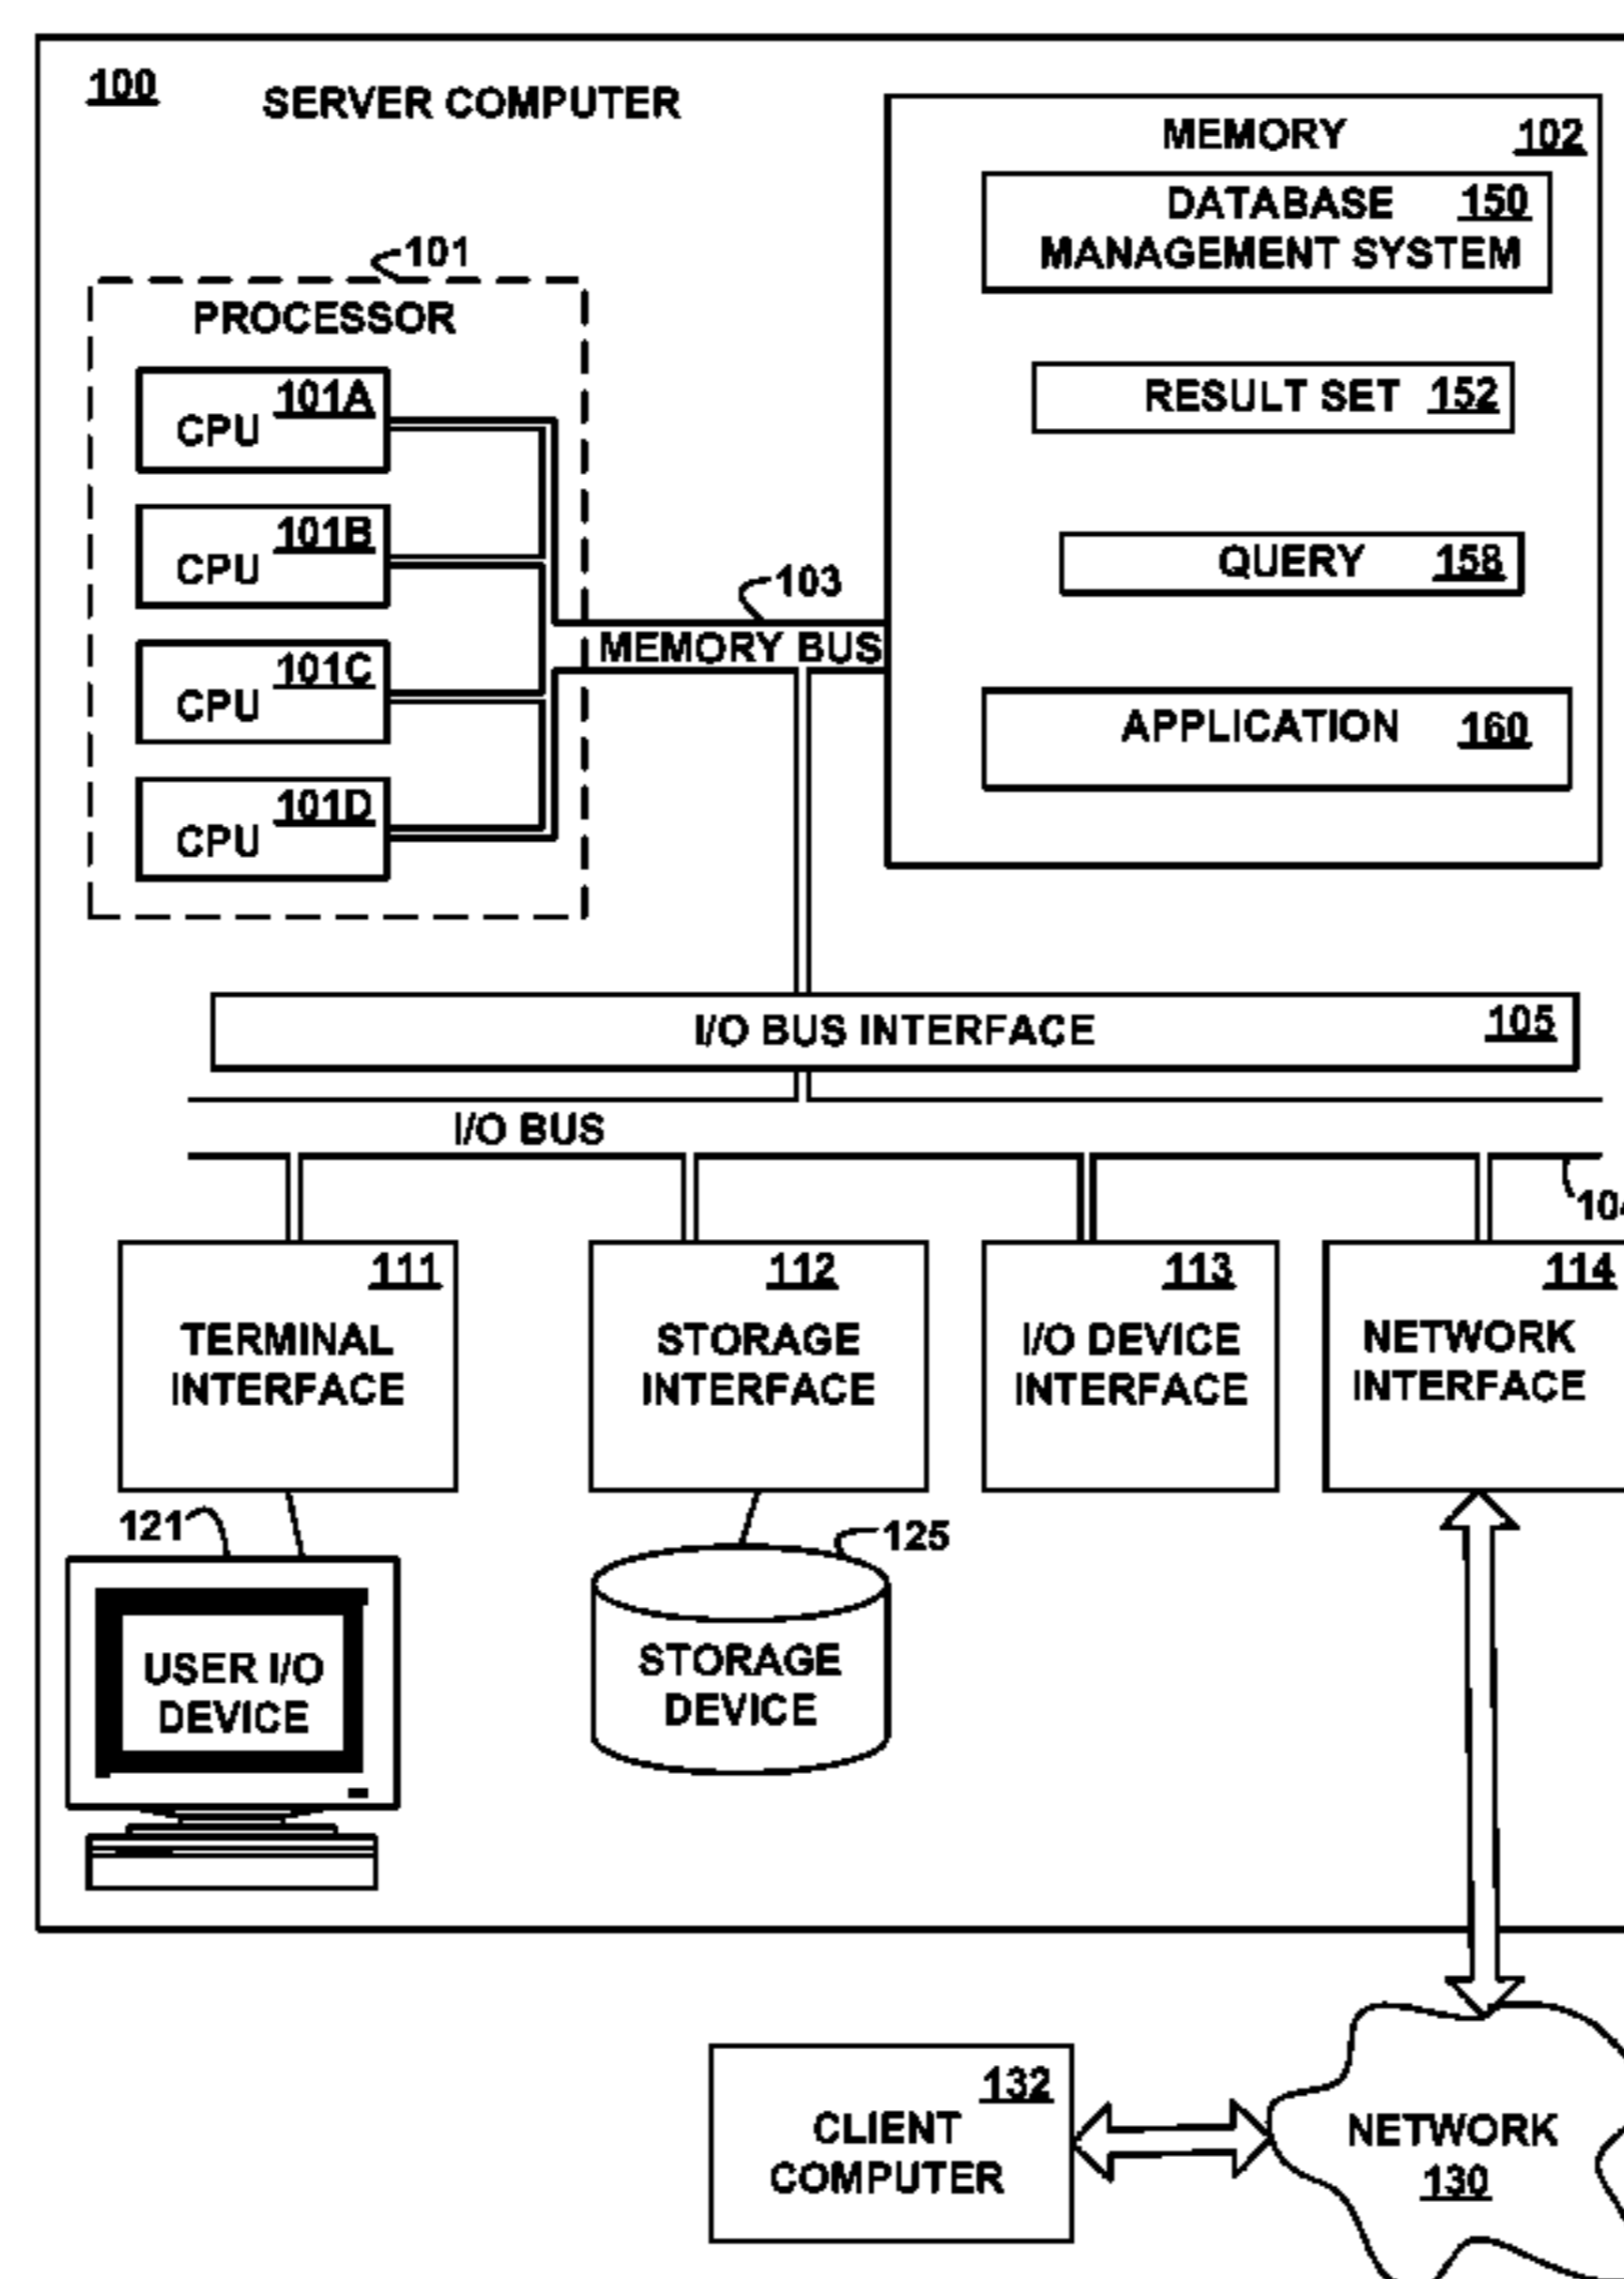 100
SERVER COMPUTER
MEMORY 102
DATABASE 150
MANAGEMENT SYSTEM
RESULT SET 152
QUERY 158
APPLICATION 160
101
PROCESSOR
101A
CPU
101B
CPU
101C
CPU
101D
CPU
103
MEMORY BUS
I/O BUS INTERFACE 105
I/O BUS
111
TERMINAL
INTERFACE
112
STORAGE
INTERFACE
113
I/O DEVICE
INTERFACE
114
NETWORK
INTERFACE
121
USER I/O
DEVICE
125
STORAGE
DEVICE
132
CLIENT
COMPUTER
NETWORK
130